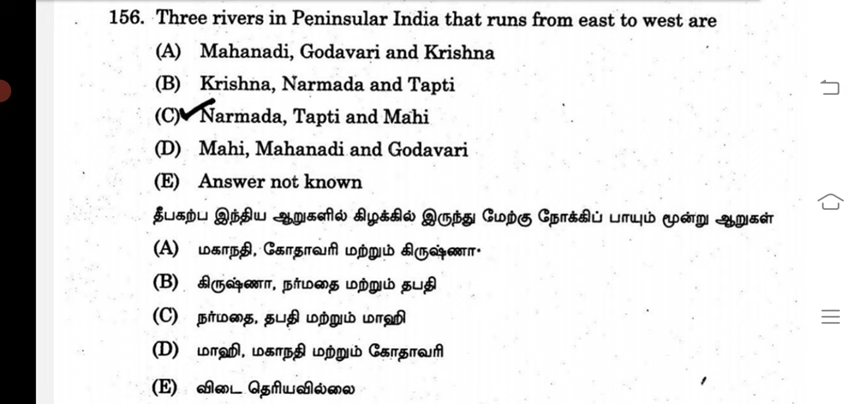 156. Three rivers in Peninsular India that runs from east to west are
(A) Mahanadi, Godavari and Krishna
(B) Krishna, Narmada and Tapti
(C) Narmada, Tapti and Mahi
(D) Mahi, Mahanadi and Godavari
(E) Answer not known
தீபகற்ப இந்திய ஆறுகளில் கிழக்கில் இருந்து மேற்கு நோக்கிப் பாயும் மூன்று ஆறுகள்
(A) மகாநதி, கோதாவரி மற்றும் கிருஷ்ணா
(B) கிருஷ்ணா, நர்மதை மற்றும் தபதி
(C) நர்மதை, தபதி மற்றும் மாஹி
(D) மாஹி, மகாநதி மற்றும் கோதாவரி
(E) விடை தெரியவில்லை